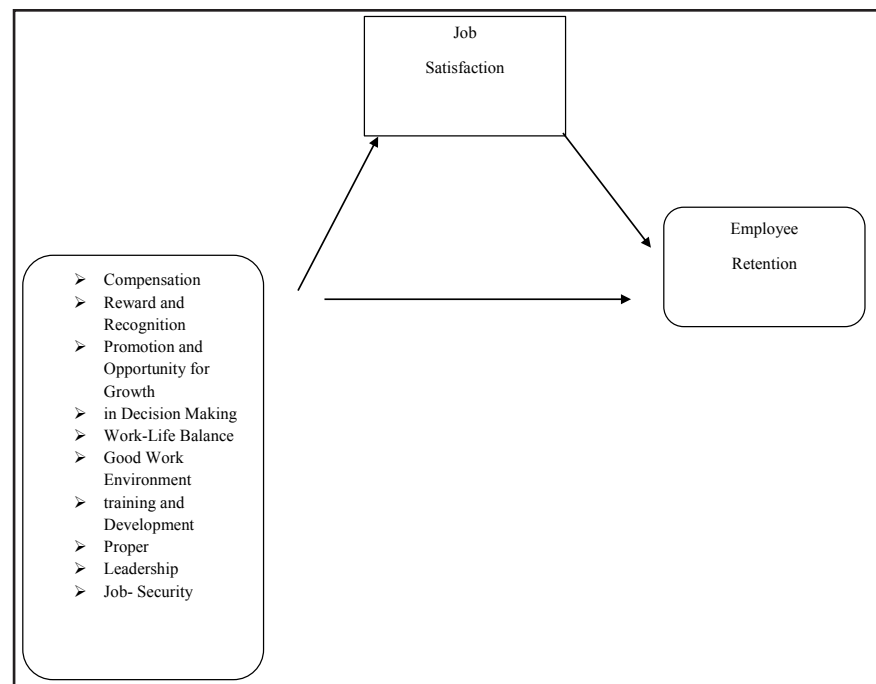 Job
Satisfaction
Employee
Retention
➢ Compensation
➢ Reward and
Recognition
➢ Promotion and
Opportunity for
Growth
➢ in Decision Making
➢ Work-Life Balance
➢ Good Work
Environment
➢ training and
Development
➢ Proper
➢ Leadership
➢ Job- Security